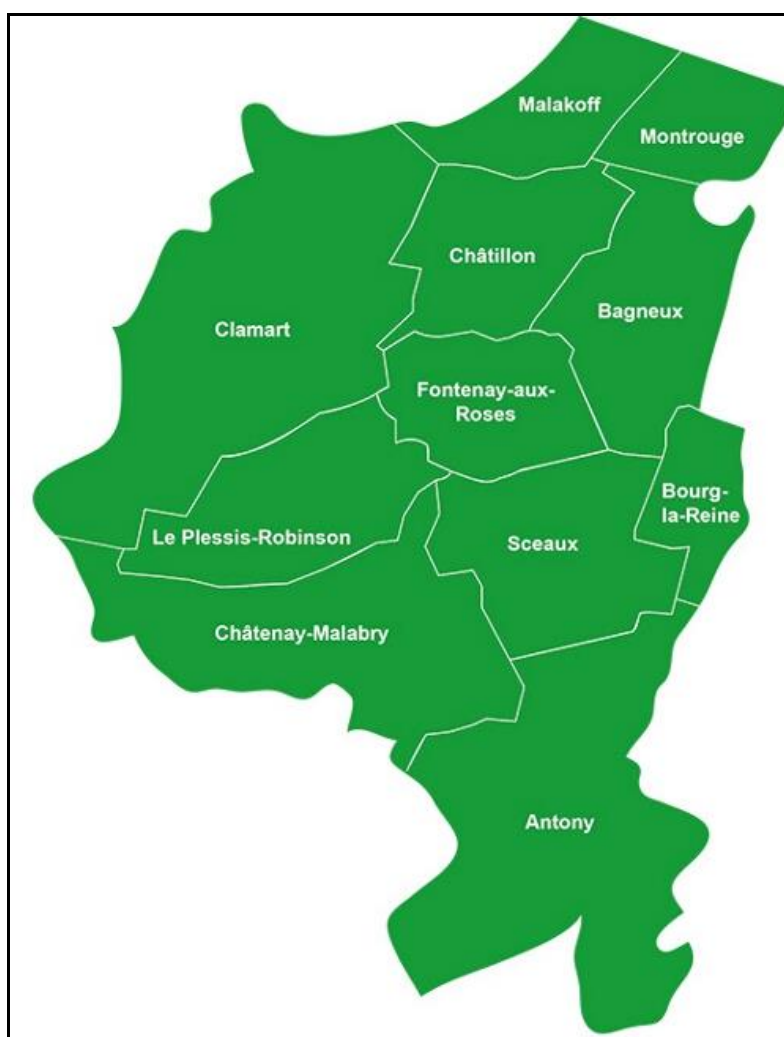 Malakoff
Montrouge
Châtillon
Bagneux
Clamart
Fontenay-aux-
Roses
Bourg-
la-Reine
Le Plessis-Robinson
Sceaux
Châtenay-Malabry
Antony